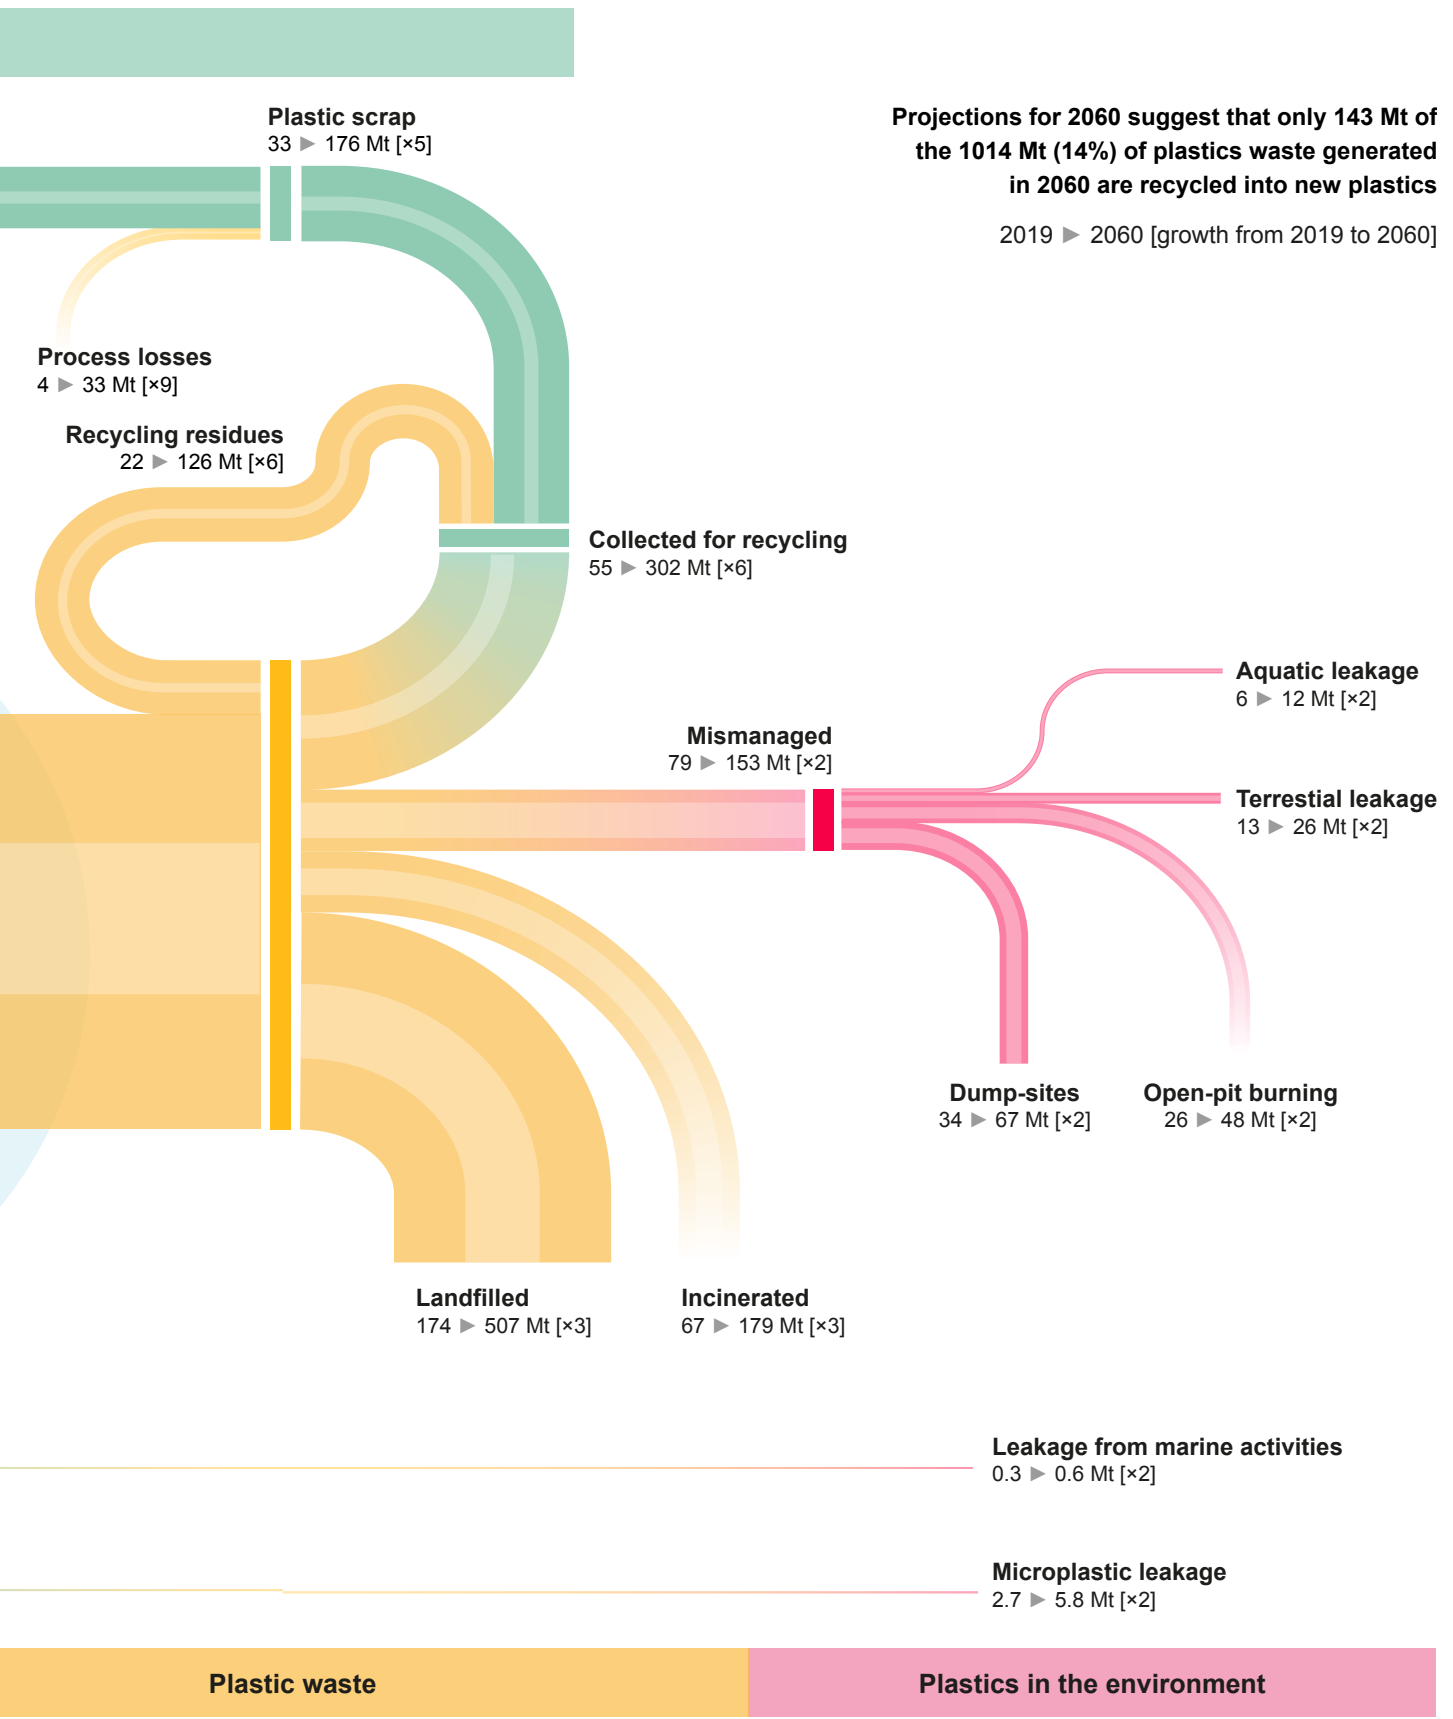 Plastic scrap
33 ► 176 Mt [×5]
Projections for 2060 suggest that only 143 Mt of
the 1014 Mt (14%) of plastics waste generated
in 2060 are recycled into new plastics
2019 ► 2060 [growth from 2019 to 2060]
Process losses
4 ► 33 Mt [×9]
Recycling residues
22 ► 126 Mt [×6]
Collected for recycling
55 ► 302 Mt [×6]
Aquatic leakage
6 ► 12 Mt [×2]
Mismanaged
79 ► 153 Mt [×2]
Terrestial leakage
13 ► 26 Mt [×2]
Dump-sites
34 ► 67 Mt [×2]
Open-pit burning
26 ► 48 Mt [×2]
Landfilled
174 ► 507 Mt [×3]
Incinerated
67 ► 179 Mt [×3]
Leakage from marine activities
0.3 ► 0.6 Mt [×2]
Microplastic leakage
2.7 ► 5.8 Mt [×2]
Plastic waste
Plastics in the environment